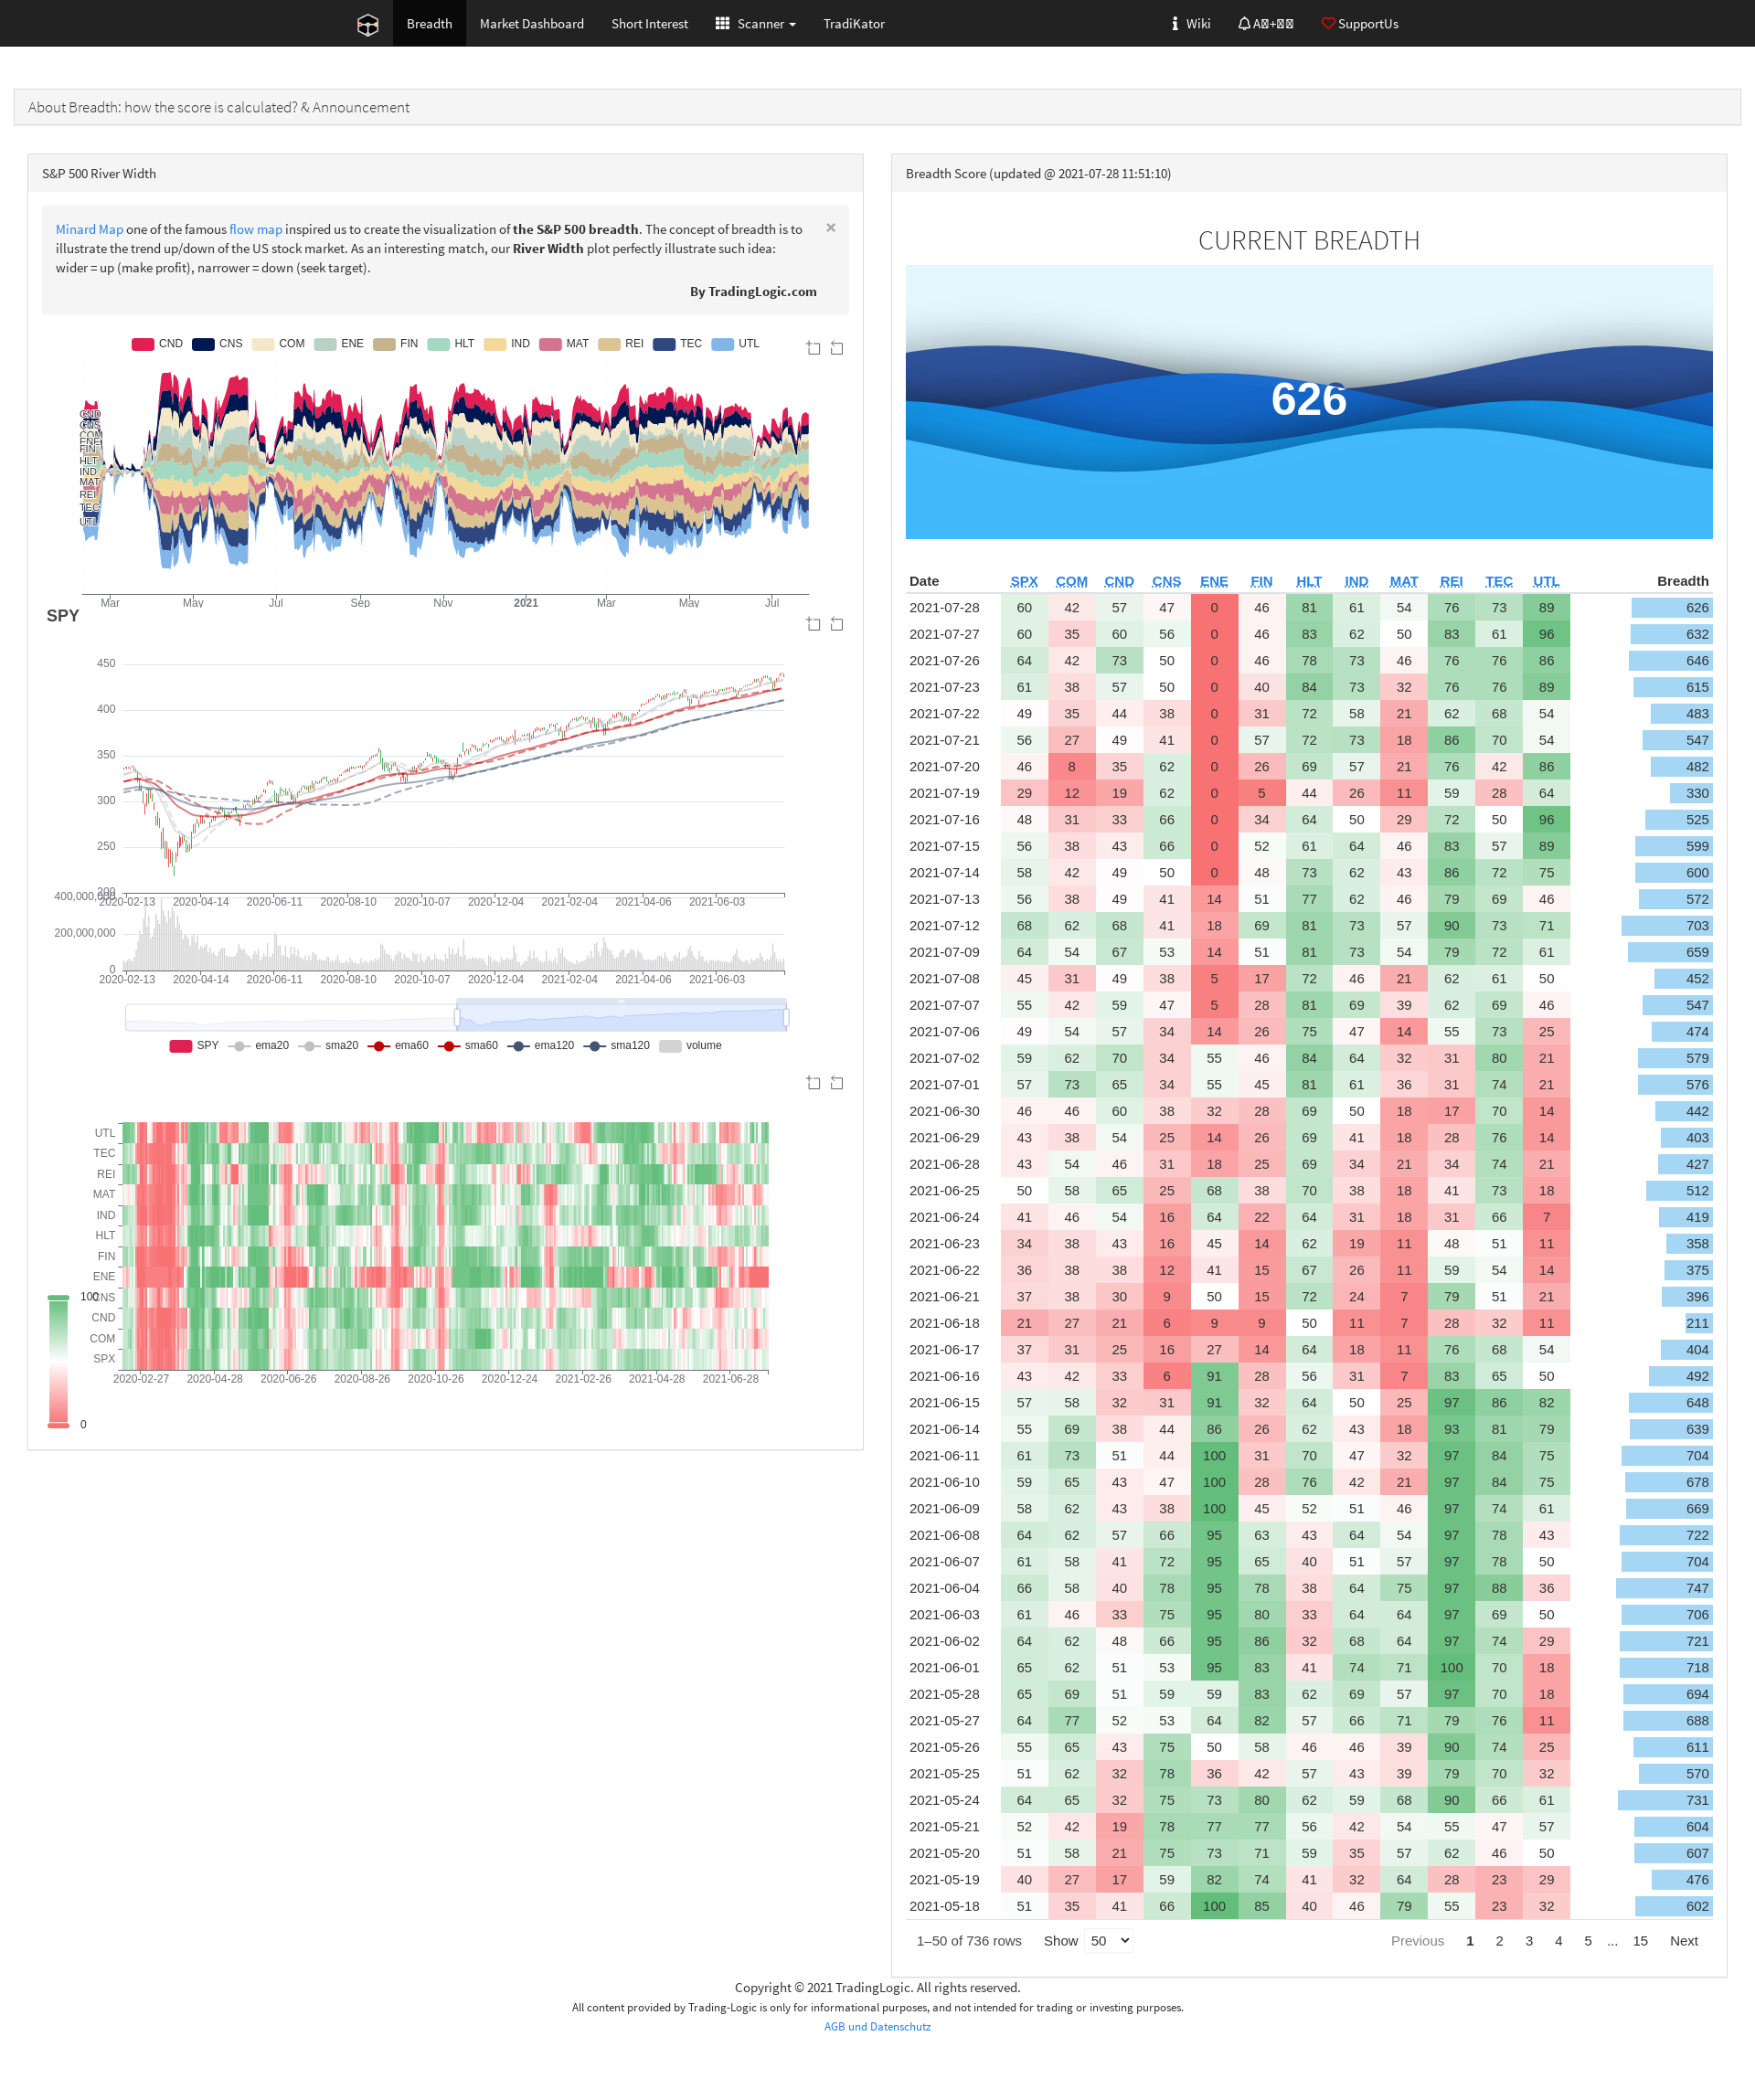 Breadth Market Dashboard Short Interest Scanner TradiKator Wiki SupportUs
About Breadth: how the score is calculated? & Announcement
S&P 500 River Width
Minard Map one of the famous flow map inspired us to create the visualization of the S&P 500 breadth. The concept of breadth is to
illustrate the trend up/down of the US stock market. As an interesting match, our River Width plot perfectly illustrate such idea:
wider = up (make profit), narrower = down (seek target).
×
By TradingLogic.com
CND CNS COM ENE FIN HLT IND MAT REI TEC UTL
CND
CNS
COM
ENE
FIN
HLT
IND
MAT
REI
TEC
UTL
Mar May Jul Sep Nov 2021 Mar May Jul
SPY
450
400
350
300
250
200
2020-02-13 2020-04-14 2020-06-11 2020-08-10 2020-10-07 2020-12-04 2021-02-04 2021-04-06 2021-06-03
400,000,000
200,000,000
0
2020-02-13 2020-04-14 2020-06-11 2020-08-10 2020-10-07 2020-12-04 2021-02-04 2021-04-06 2021-06-03
SPY ema20 sma20 ema60 sma60 ema120 sma120 volume
UTL
TEC
REI
MAT
IND
HLT
FIN
ENE
CNS
CND
COM
SPX
100
0
2020-02-27 2020-04-28 2020-06-26 2020-08-26 2020-10-26 2020-12-24 2021-02-26 2021-04-28 2021-06-28
Breadth Score (updated @ 2021-07-28 11:51:10)
CURRENT BREADTH
626
Date SPX COM CND CNS ENE FIN HLT IND MAT REI TEC UTL Breadth
2021-07-28 60 42 57 47 0 46 81 61 54 76 73 89 626
2021-07-27 60 35 60 56 0 46 83 62 50 83 61 96 632
2021-07-26 64 42 73 50 0 46 78 73 46 76 76 86 646
2021-07-23 61 38 57 50 0 40 84 73 32 76 76 89 615
2021-07-22 49 35 44 38 0 31 72 58 21 62 68 54 483
2021-07-21 56 27 49 41 0 57 72 73 18 86 70 54 547
2021-07-20 46 8 35 62 0 26 69 57 21 76 42 86 482
2021-07-19 29 12 19 62 0 5 44 26 11 59 28 64 330
2021-07-16 48 31 33 66 0 34 64 50 29 72 50 96 525
2021-07-15 56 38 43 66 0 52 61 64 46 83 57 89 599
2021-07-14 58 42 49 50 0 48 73 62 43 86 72 75 600
2021-07-13 56 38 49 41 14 51 77 62 46 79 69 46 572
2021-07-12 68 62 68 41 18 69 81 73 57 90 73 71 703
2021-07-09 64 54 67 53 14 51 81 73 54 79 72 61 659
2021-07-08 45 31 49 38 5 17 72 46 21 62 61 50 452
2021-07-07 55 42 59 47 5 28 81 69 39 62 69 46 547
2021-07-06 49 54 57 34 14 26 75 47 14 55 73 25 474
2021-07-02 59 62 70 34 55 46 84 64 32 31 80 21 579
2021-07-01 57 73 65 34 55 45 81 61 36 31 74 21 576
2021-06-30 46 46 60 38 32 28 69 50 18 17 70 14 442
2021-06-29 43 38 54 25 14 26 69 41 18 28 76 14 403
2021-06-28 43 54 46 31 18 25 69 34 21 34 74 21 427
2021-06-25 50 58 65 25 68 38 70 38 18 41 73 18 512
2021-06-24 41 46 54 16 64 22 64 31 18 31 66 7 419
2021-06-23 34 38 43 16 45 14 62 19 11 48 51 11 358
2021-06-22 36 38 38 12 41 15 67 26 11 59 54 14 375
2021-06-21 37 38 30 9 50 15 72 24 7 79 51 21 396
2021-06-18 21 27 21 6 9 9 50 11 7 28 32 11 211
2021-06-17 37 31 25 16 27 14 64 18 11 76 68 54 404
2021-06-16 43 42 33 6 91 28 56 31 7 83 65 50 492
2021-06-15 57 58 32 31 91 32 64 50 25 97 86 82 648
2021-06-14 55 69 38 44 86 26 62 43 18 93 81 79 639
2021-06-11 61 73 51 44 100 31 70 47 32 97 84 75 704
2021-06-10 59 65 43 47 100 28 76 42 21 97 84 75 678
2021-06-09 58 62 43 38 100 45 52 51 46 97 74 61 669
2021-06-08 64 62 57 66 95 63 43 64 54 97 78 43 722
2021-06-07 61 58 41 72 95 65 40 51 57 97 78 50 704
2021-06-04 66 58 40 78 95 78 38 64 75 97 88 36 747
2021-06-03 61 46 33 75 95 80 33 64 64 97 69 50 706
2021-06-02 64 62 48 66 95 86 32 68 64 97 74 29 721
2021-06-01 65 62 51 53 95 83 41 74 71 100 70 18 718
2021-05-28 65 69 51 59 59 83 62 69 57 97 70 18 694
2021-05-27 64 77 52 53 64 82 57 66 71 79 76 11 688
2021-05-26 55 65 43 75 50 58 46 46 39 90 74 25 611
2021-05-25 51 62 32 78 36 42 57 43 39 79 70 32 570
2021-05-24 64 65 32 75 73 80 62 59 68 90 66 61 731
2021-05-21 52 42 19 78 77 77 56 42 54 55 47 57 604
2021-05-20 51 58 21 75 73 71 59 35 57 62 46 50 607
2021-05-19 40 27 17 59 82 74 41 32 64 28 23 29 476
2021-05-18 51 35 41 66 100 85 40 46 79 55 23 32 602
1–50 of 736 rows Show 50 Previous 1 2 3 4 5 ... 15 Next
Copyright © 2021 TradingLogic. All rights reserved.
All content provided by Trading-Logic is only for informational purposes, and not intended for trading or investing purposes.
AGB und Datenschutz